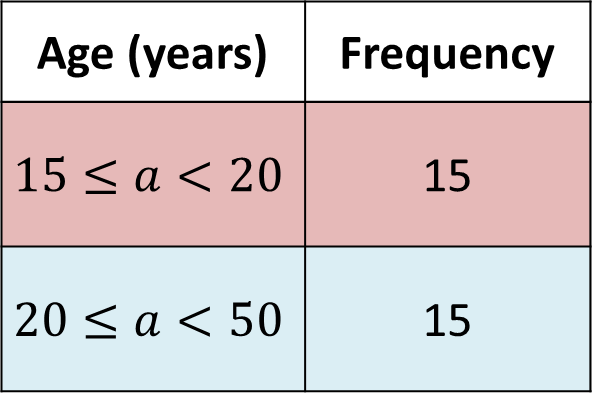 Age (years) Frequency
15 ≤ a < 20 15
20 ≤ a < 50 15